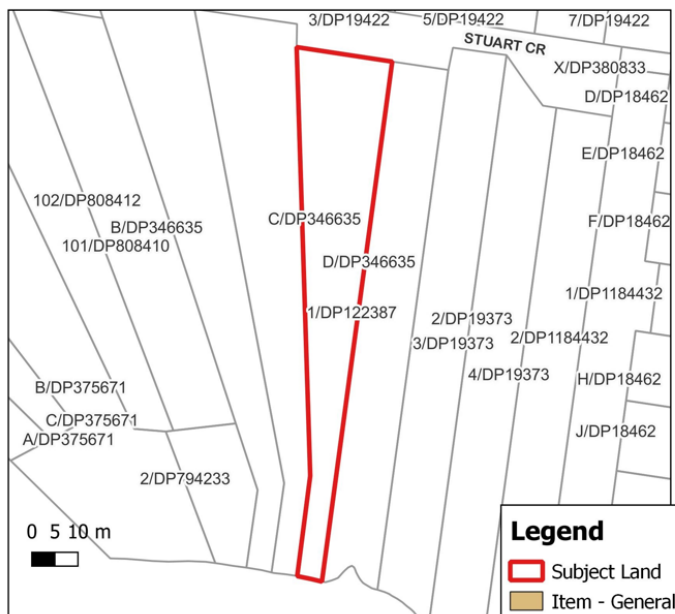 3/DP19422
5/DP19422
7/DP19422
STUART CR
X/DP380833
D/DP18462
E/DP18462
102/DP808412
C/DP346635
F/DP18462
B/DP346635
101/DP808410
D/DP346635
1/DP1184432
1/DP122387
2/DP19373
2/DP1184432
3/DP19373
4/DP19373
H/DP18462
B/DP375671
C/DP375671
J/DP18462
A/DP375671
2/DP794233
0 5 10 m
Legend
Subject Land
Item - General